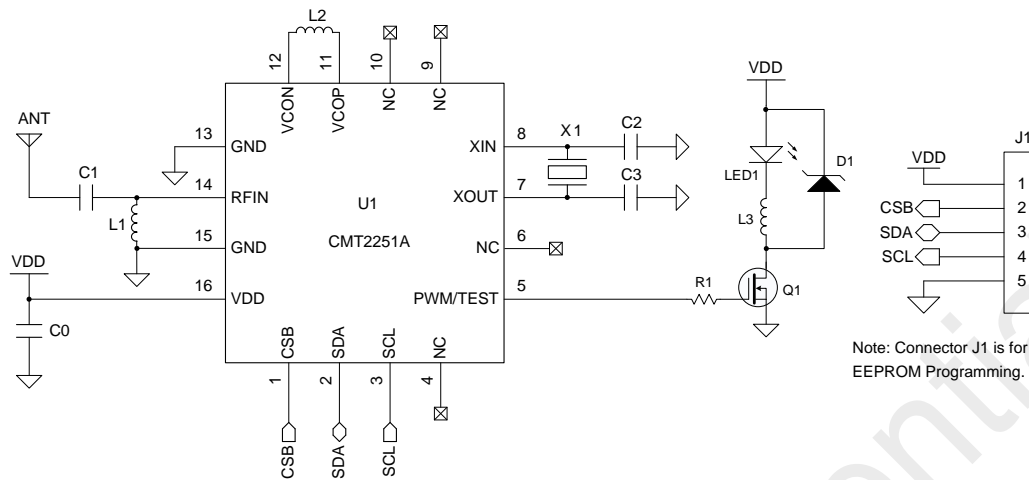 L2
12
11
10
9
VCON
VCOP
NC
NC
VDD
ANT
13
GND
XIN
8
X1
C2
J1
C1
14
RFIN
XOUT
7
C3
LED1
D1
VDD
1
U1
CSB
2
L1
15
GND
CMT2251A
NC
6
L3
SDA
3
SCL
4
VDD
16
VDD
PWM/TEST
5
R1
Q1
5
C0
CSB
SDA
SCL
NC
Note: Connector J1 is for
EEPROM Programming.
1
2
3
4
CSB
SDA
SCL